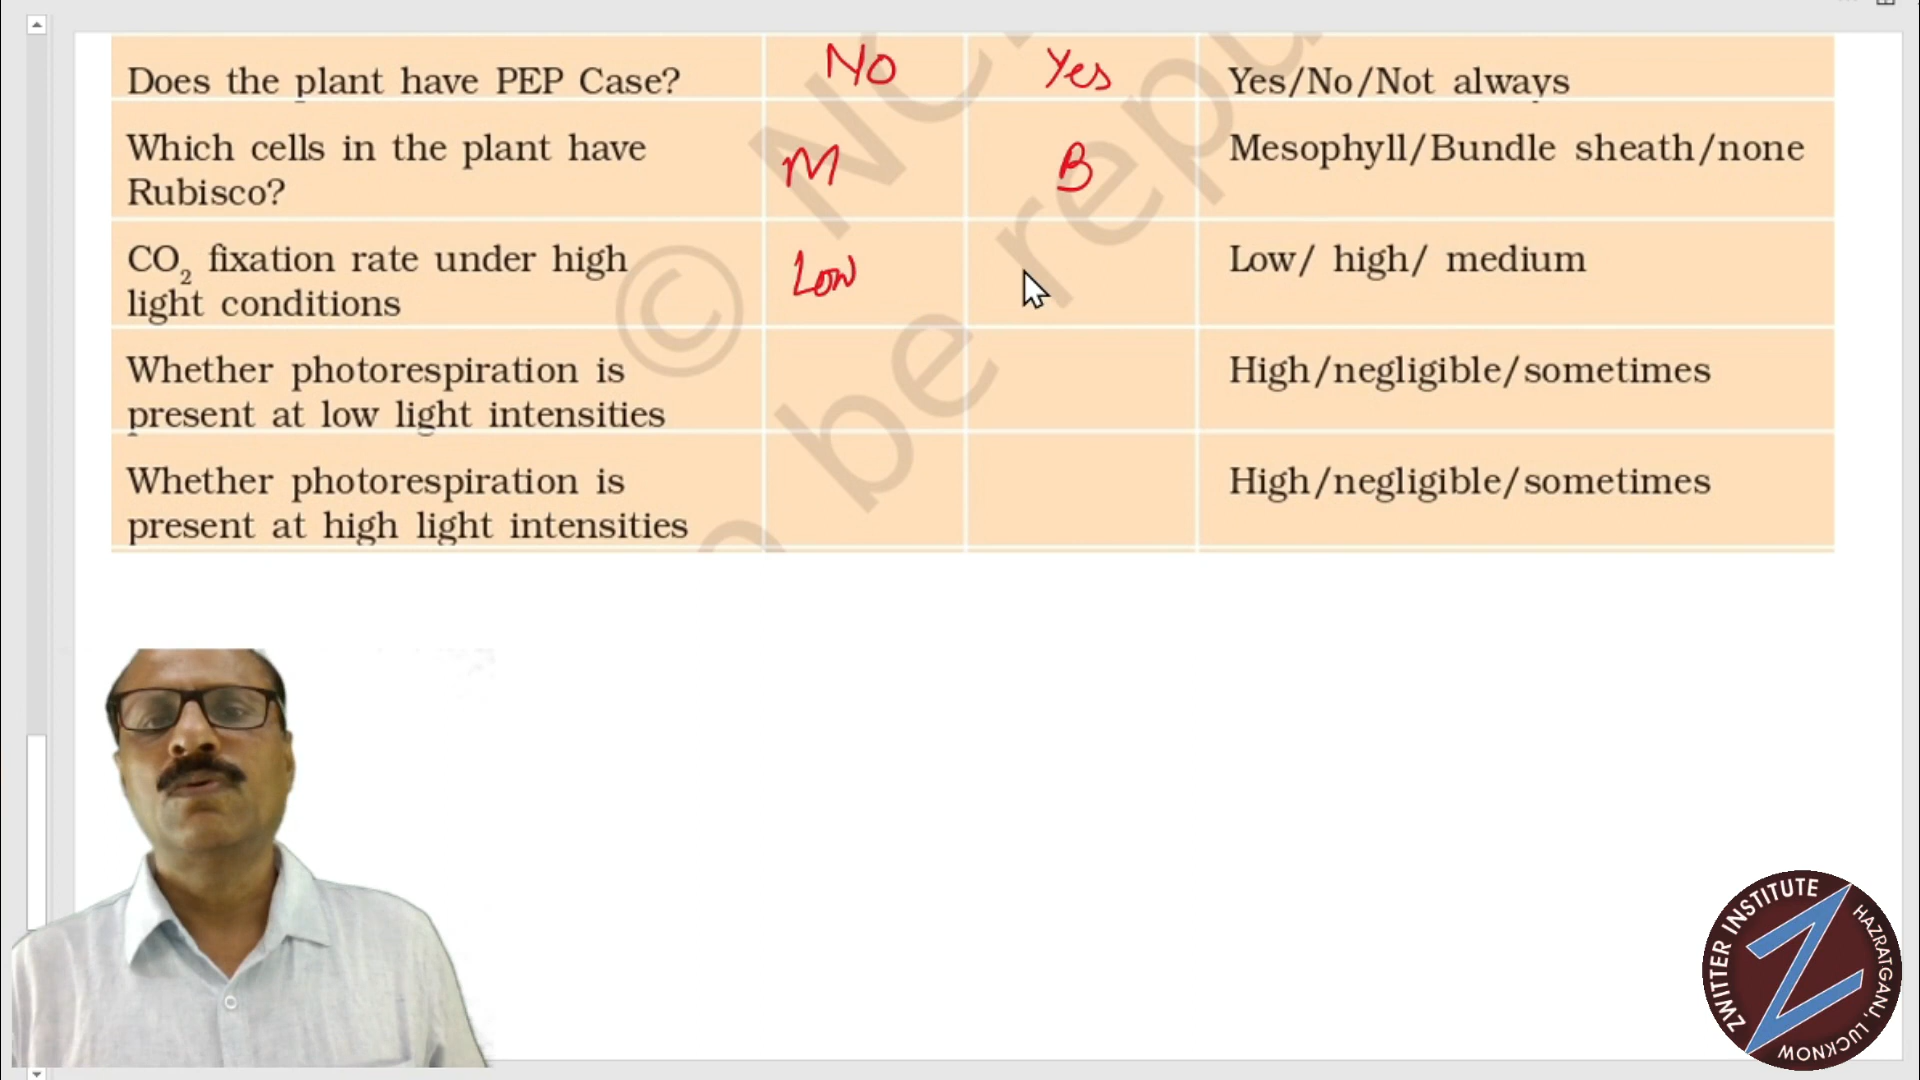 Does the plant have PEP Case? No Yes Yes/No/Not always
Which cells in the plant have
Rubisco? M B Mesophyll/Bundle sheath/none
CO₂ fixation rate under high
light conditions Low Low/ high/ medium
Whether photorespiration is
present at low light intensities High/negligible/sometimes
Whether photorespiration is
present at high light intensities High/negligible/sometimes
© NC
be repu
ZWITTER INSTITUTE
HAZRATGANJ, LUCKNOW
Z